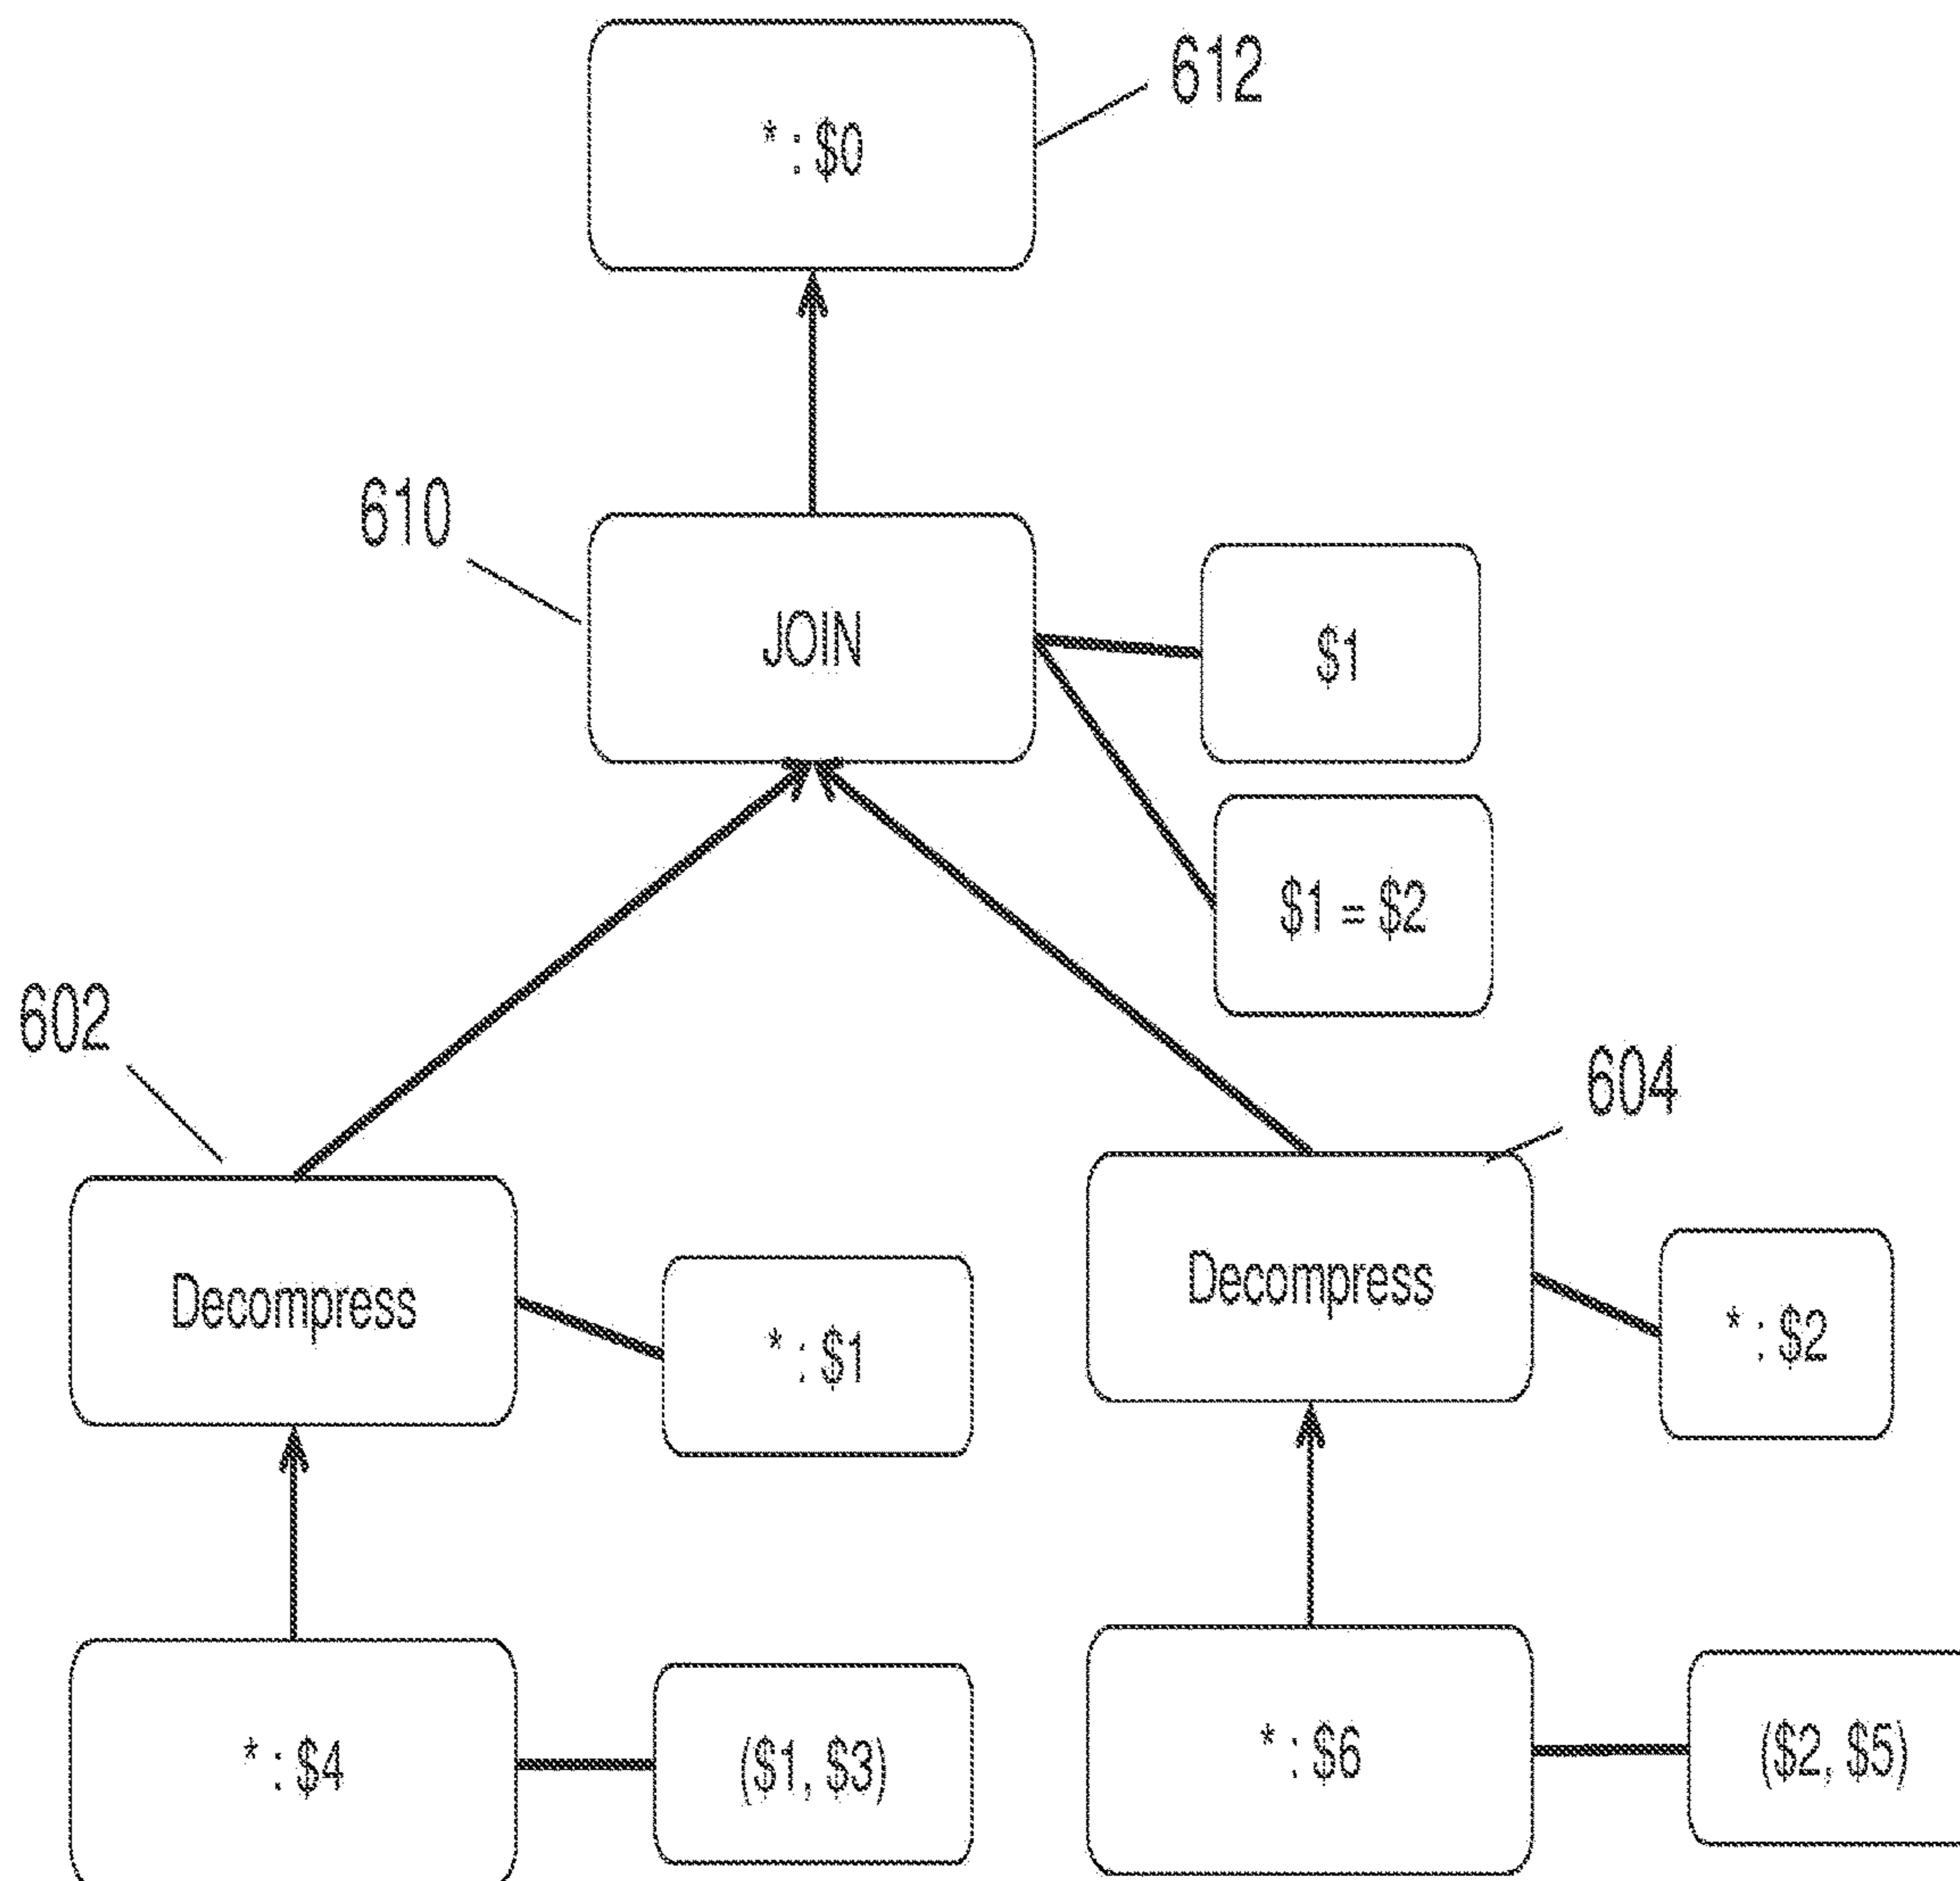 612
* : $0
610
JOIN
$1
$1 = $2
602
604
Decompress
* : $1
Decompress
* : $2
* : $4
($1, $3)
* : $6
($2, $5)